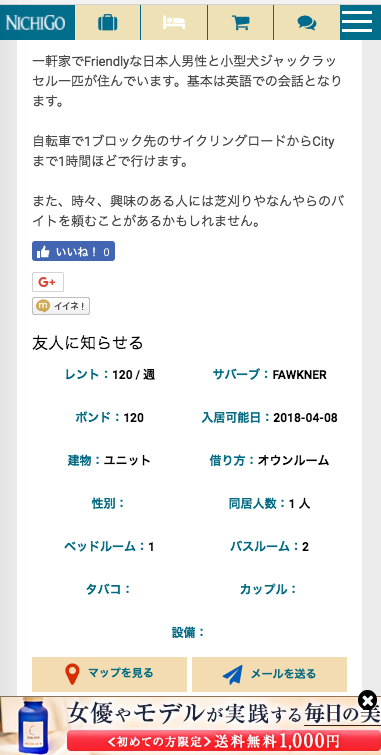 NICHIGO
一軒家でFriendlyな日本人男性と小型犬ジャックラッ
セル一匹が住んでいます。基本は英語での会話となり
ます。
自転車で1ブロック先のサイクリングロードからCity
まで1時間ほどで行けます。
また、時々、興味のある人には芝刈りやなんやらのバ
イトを頼むことがあるかもしれません。
いいね！ 0
G+
m イイネ!
友人に知らせる
レント：120 / 週 サバーブ：FAWKNER
ボンド：120 入居可能日：2018-04-08
建物：ユニット 借り方：オウンルーム
性別： 同居人数：1 人
ベッドルーム：1 バスルーム：2
タバコ： カップル：
設備：
マップを見る メールを送る
女優やモデルが実践する毎日の美
<初めての方限定>送料無料1,000円